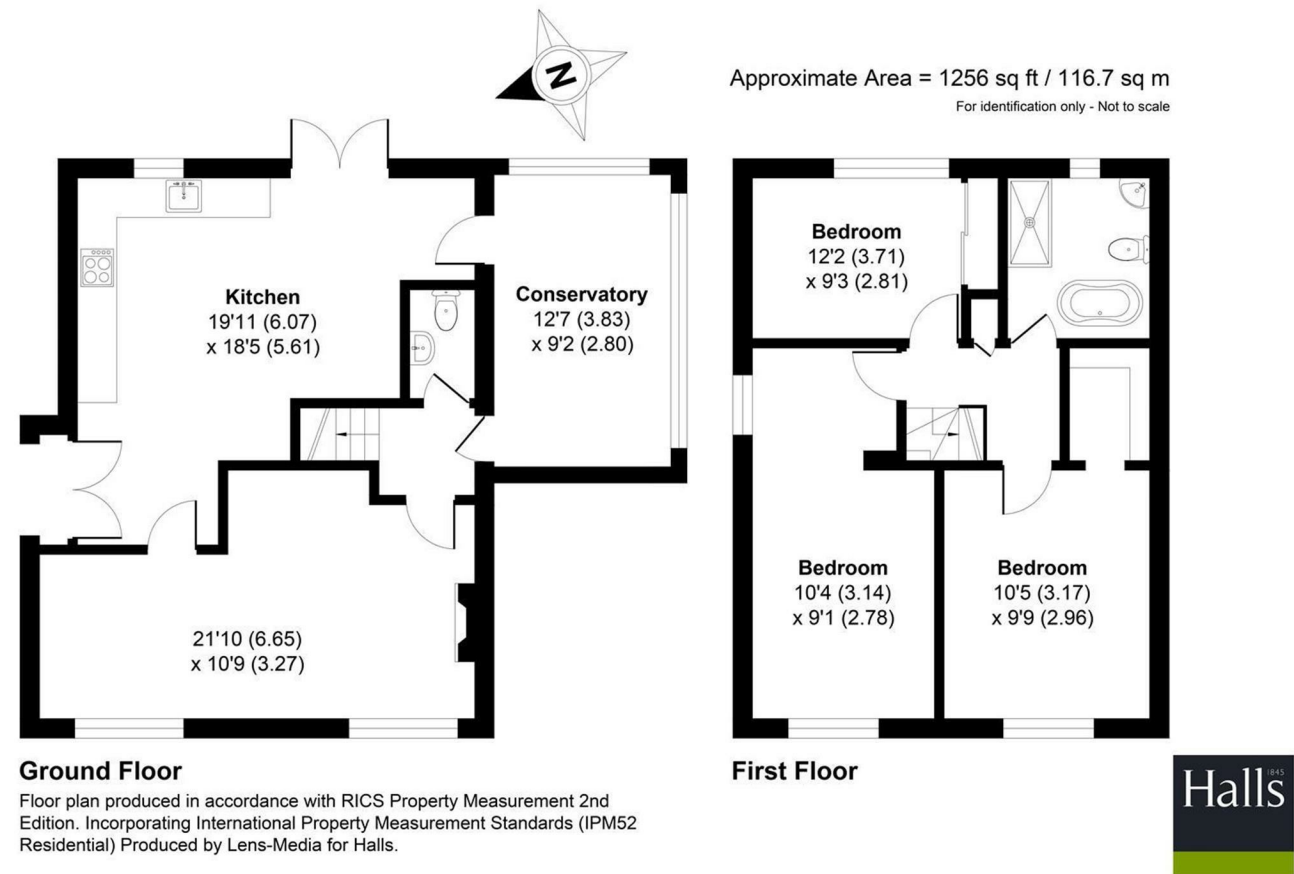 N
Approximate Area = 1256 sq ft / 116.7 sq m
For identification only - Not to scale
Kitchen
19'11 (6.07)
x 18'5 (5.61)
Conservatory
12'7 (3.83)
x 9'2 (2.80)
21'10 (6.65)
x 10'9 (3.27)
Bedroom
12'2 (3.71)
x 9'3 (2.81)
Bedroom
10'4 (3.14)
x 9'1 (2.78)
Bedroom
10'5 (3.17)
x 9'9 (2.96)
Ground Floor
First Floor
Floor plan produced in accordance with RICS Property Measurement 2nd
Edition. Incorporating International Property Measurement Standards (IPM52
Residential) Produced by Lens-Media for Halls.
Halls 1845